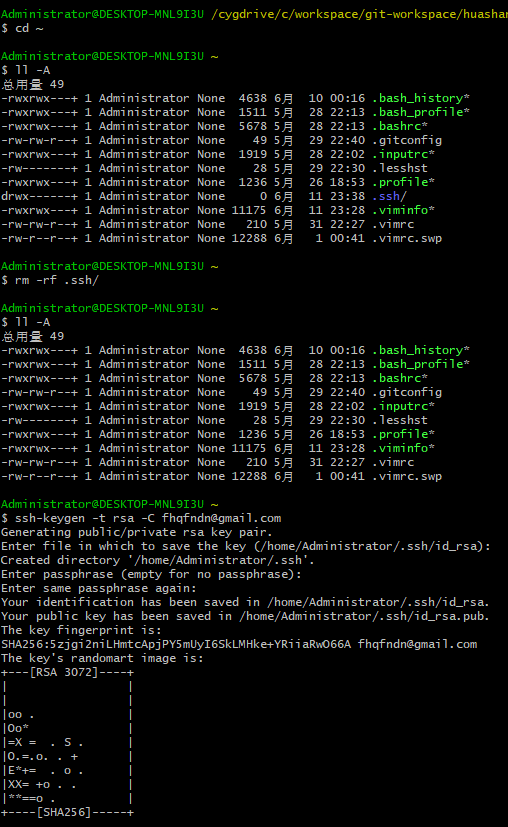 Administrator@DESKTOP-MNL9I3U /cygdrive/c/workspace/git-workspace/huashan
$ cd ~

Administrator@DESKTOP-MNL9I3U ~
$ ll -A
总用量 49
-rwxrwx---+ 1 Administrator None  4638 6月  10 00:16 .bash_history*
-rwxrwx---+ 1 Administrator None  1511 5月  28 22:13 .bash_profile*
-rwxrwx---+ 1 Administrator None  5678 5月  28 22:13 .bashrc*
-rw-rw-r--+ 1 Administrator None    49 5月  29 22:40 .gitconfig
-rwxrwx---+ 1 Administrator None  1919 5月  28 22:02 .inputrc*
-rw-------+ 1 Administrator None    28 5月  29 22:30 .lesshst
-rwxrwx---+ 1 Administrator None  1236 5月  26 18:53 .profile*
drwx------+ 1 Administrator None     0 6月  11 23:38 .ssh/
-rwxrwx---+ 1 Administrator None 11175 6月  11 23:28 .viminfo*
-rw-rw-r--+ 1 Administrator None   210 5月  31 22:27 .vimrc
-rw-r--r--+ 1 Administrator None 12288 6月   1 00:41 .vimrc.swp

Administrator@DESKTOP-MNL9I3U ~
$ rm -rf .ssh/

Administrator@DESKTOP-MNL9I3U ~
$ ll -A
总用量 49
-rwxrwx---+ 1 Administrator None  4638 6月  10 00:16 .bash_history*
-rwxrwx---+ 1 Administrator None  1511 5月  28 22:13 .bash_profile*
-rwxrwx---+ 1 Administrator None  5678 5月  28 22:13 .bashrc*
-rw-rw-r--+ 1 Administrator None    49 5月  29 22:40 .gitconfig
-rwxrwx---+ 1 Administrator None  1919 5月  28 22:02 .inputrc*
-rw-------+ 1 Administrator None    28 5月  29 22:30 .lesshst
-rwxrwx---+ 1 Administrator None  1236 5月  26 18:53 .profile*
-rwxrwx---+ 1 Administrator None 11175 6月  11 23:28 .viminfo*
-rw-rw-r--+ 1 Administrator None   210 5月  31 22:27 .vimrc
-rw-r--r--+ 1 Administrator None 12288 6月   1 00:41 .vimrc.swp

Administrator@DESKTOP-MNL9I3U ~
$ ssh-keygen -t rsa -C fhqfndn@gmail.com
Generating public/private rsa key pair.
Enter file in which to save the key (/home/Administrator/.ssh/id_rsa):
Created directory '/home/Administrator/.ssh'.
Enter passphrase (empty for no passphrase):
Enter same passphrase again:
Your identification has been saved in /home/Administrator/.ssh/id_rsa.
Your public key has been saved in /home/Administrator/.ssh/id_rsa.pub.
The key fingerprint is:
SHA256:5zjgi2niLHmtcApjPY5mUyI6SkLMHke+YRiiaRwO66A fhqfndn@gmail.com
The key's randomart image is:
+---[RSA 3072]----+
|                 |
|                 |
|oo .             |
|Oo*              |
|=X =  . S .      |
|O.=.o. . +       |
|E*+=  . o .      |
|XX= +o . .       |
|**==o .          |
+----[SHA256]-----+